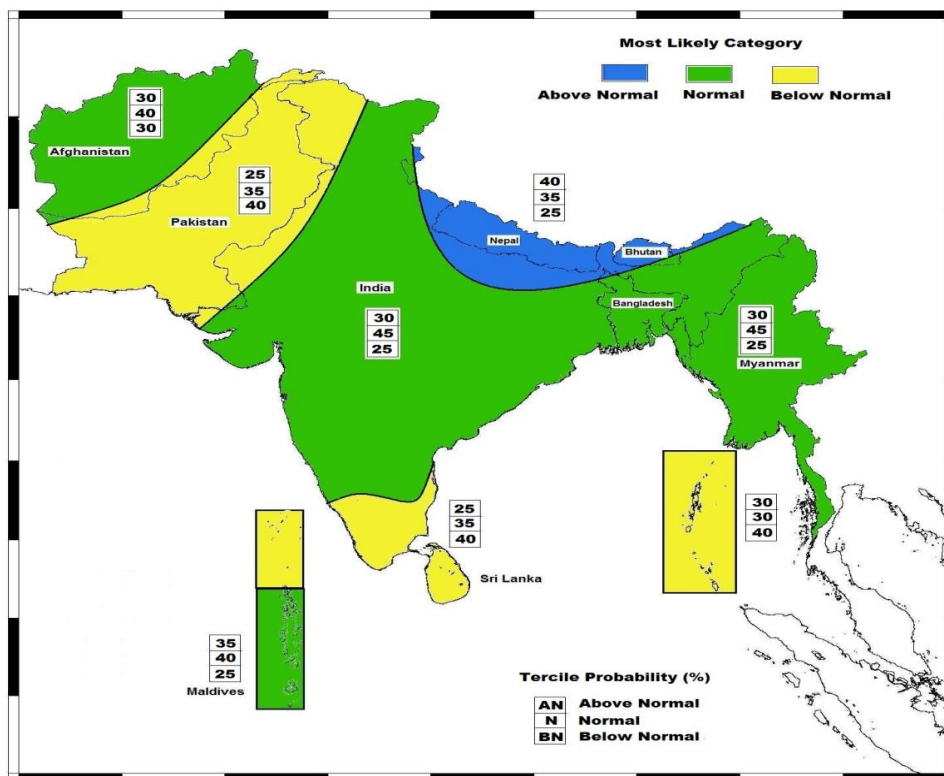 Most Likely Category
Above Normal
Normal
Below Normal
30
40
30
Afghanistan
25
35
40
Pakistan
40
35
25
Nepal
Bhutan
India
Bangladesh
30
45
25
30
45
25
Myanmar
25
35
40
Sri Lanka
30
30
40
35
40
25
Maldives
Tercile Probability (%)
AN Above Normal
N Normal
BN Below Normal